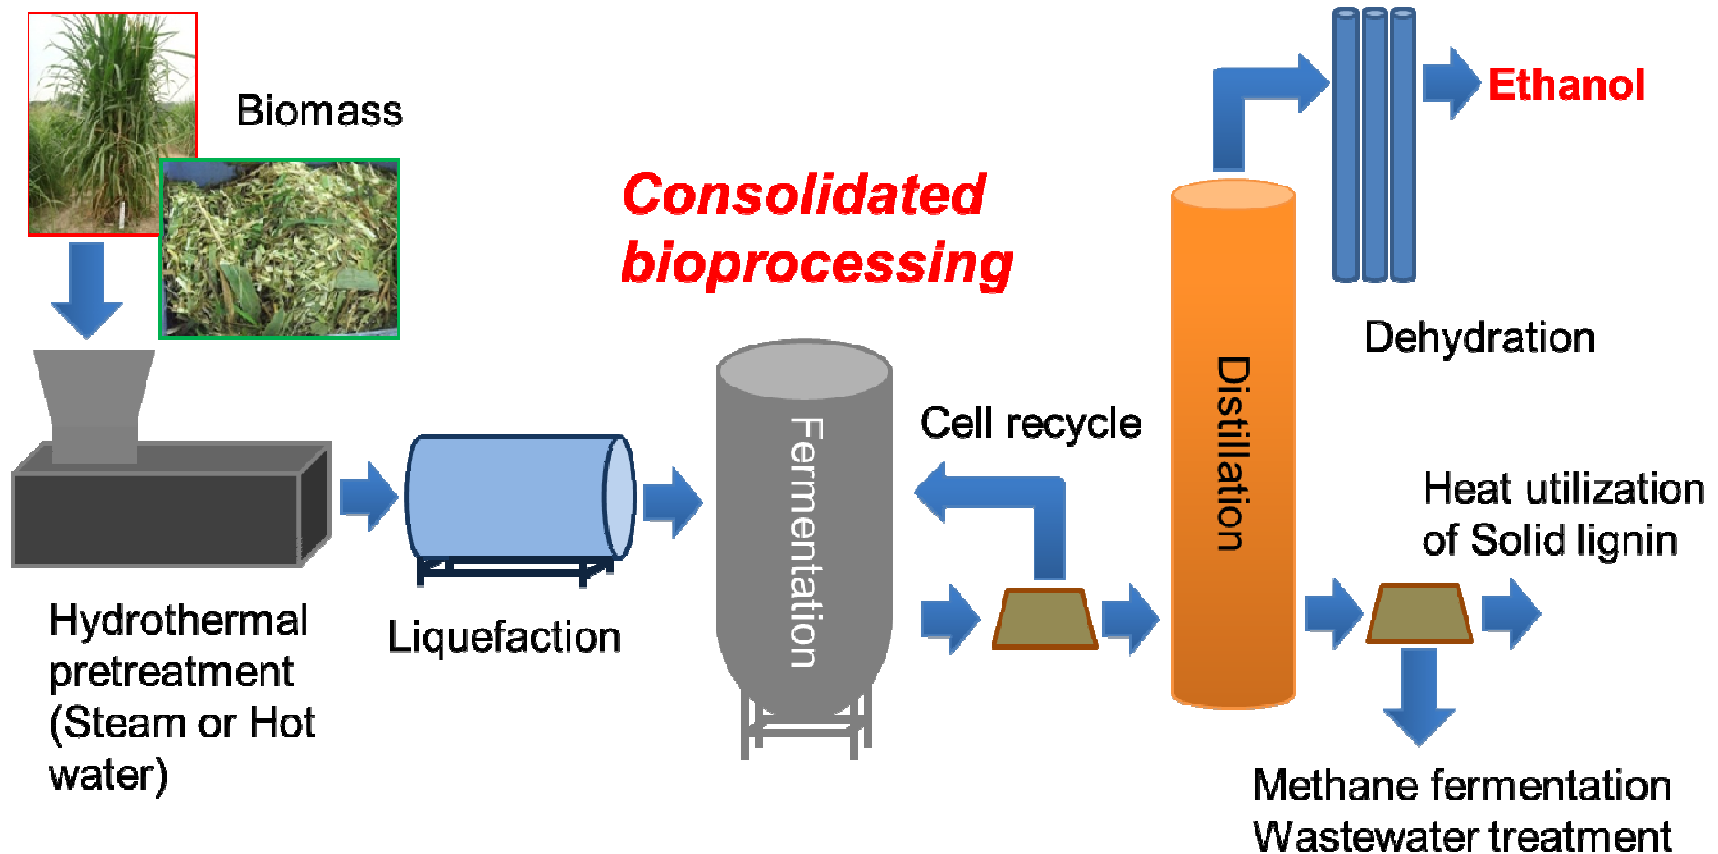 Biomass
Ethanol
Consolidated
bioprocessing
Dehydration
Distillation
Fermentation
Cell recycle
Heat utilization
of Solid lignin
Hydrothermal
pretreatment
(Steam or Hot
water)
Liquefaction
Methane fermentation
Wastewater treatment